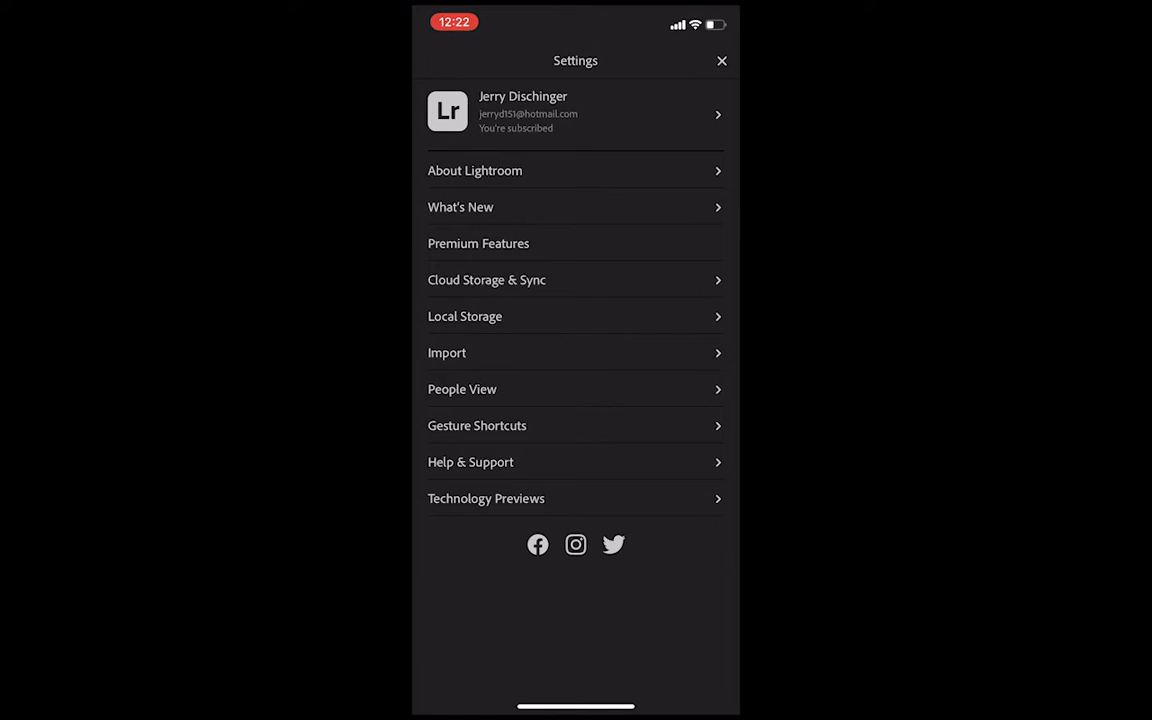 12:22
Settings
Lr
Jerry Dischinger
jerryd151@hotmail.com
You're subscribed
About Lightroom
What's New
Premium Features
Cloud Storage & Sync
Local Storage
Import
People View
Gesture Shortcuts
Help & Support
Technology Previews